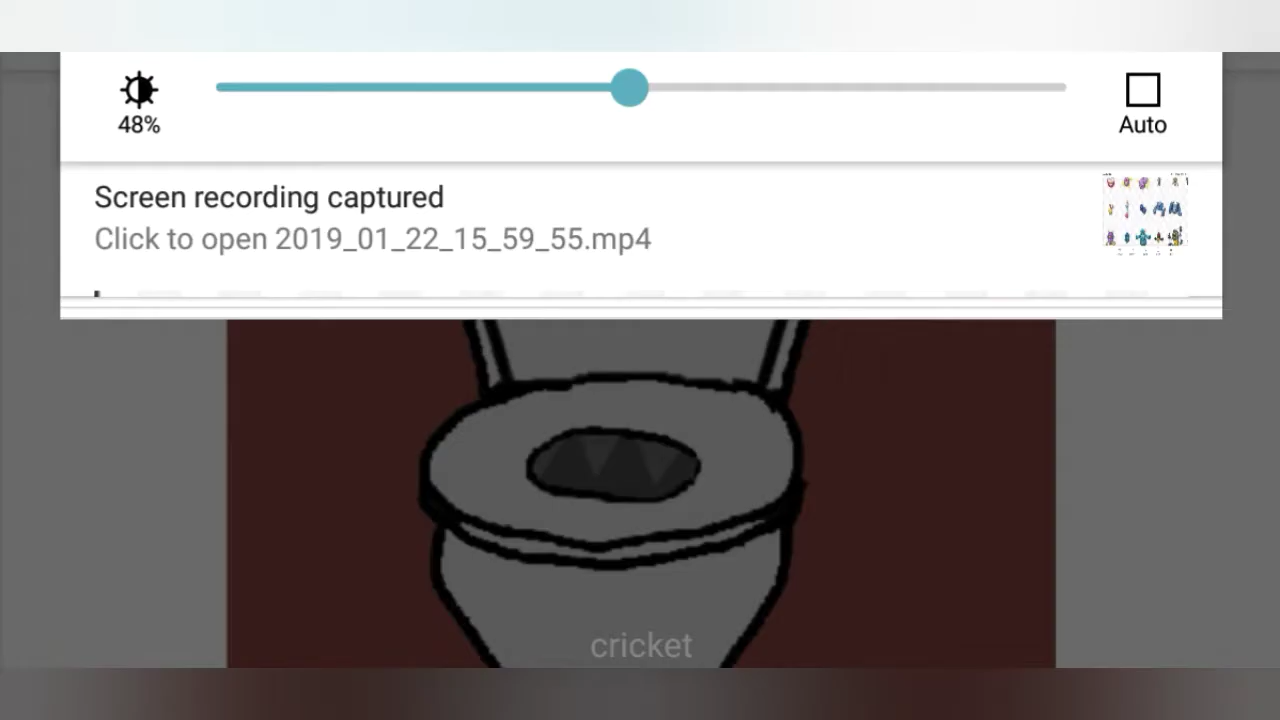 48%
Auto
Screen recording captured
Click to open 2019_01_22_15_59_55.mp4
cricket